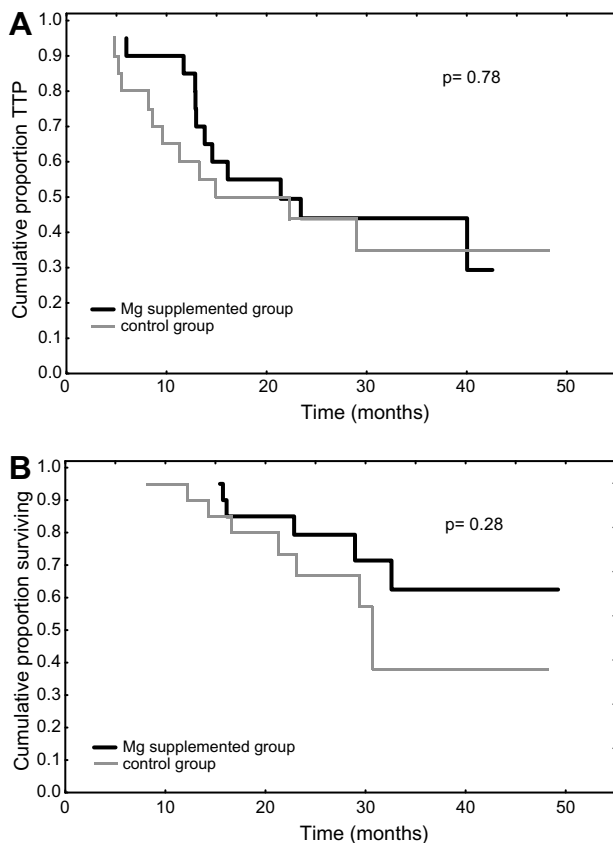 A
Cumulative proportion TTP
1.0
0.9
0.8
0.7
0.6
0.5
0.4
0.3
0.2
0.1
0.0
p= 0.78
Mg supplemented group
control group
0 10 20 30 40 50
Time (months)
B
Cumulative proportion surviving
1.0
0.9
0.8
0.7
0.6
0.5
0.4
0.3
0.2
0.1
0.0
p= 0.28
Mg supplemented group
control group
0 10 20 30 40 50
Time (months)